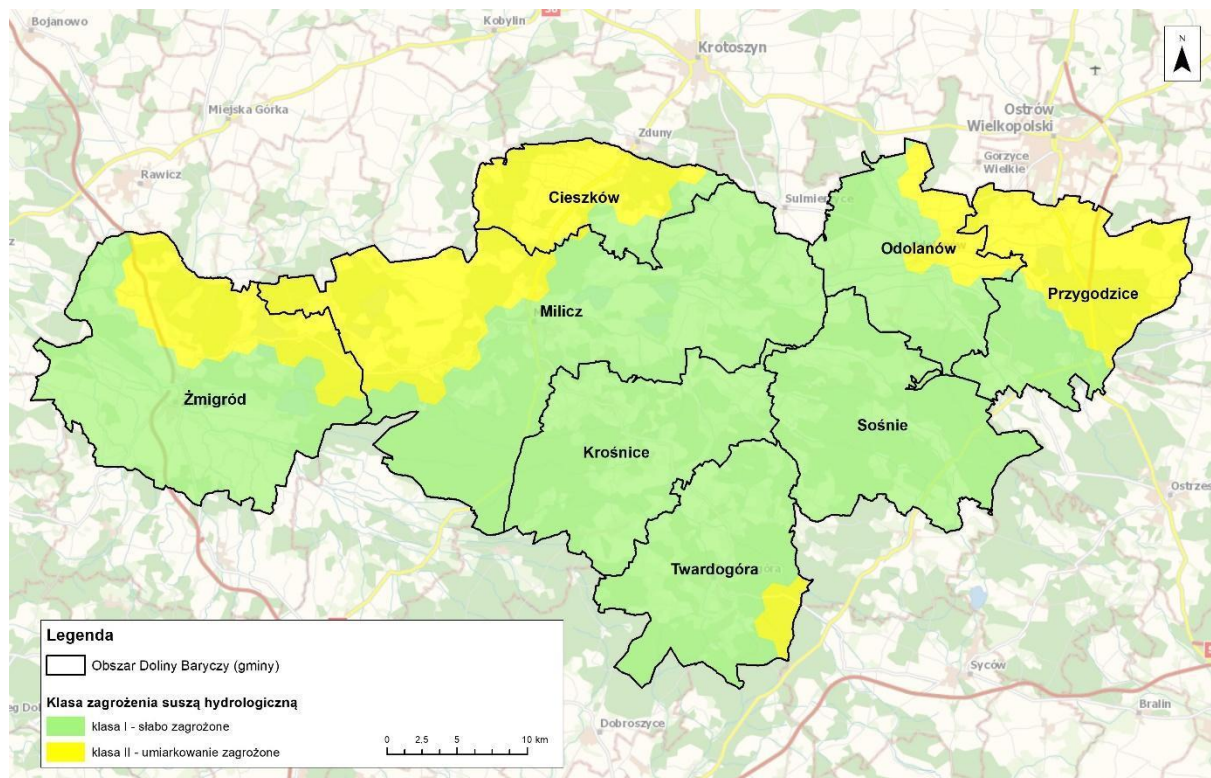 Bojanowo
Kobylin
36
Krotoszyn
N
Miejska Górka
Ostrów
Wielkopolski
Zduny
Gorzyce
Wielkie
Rawicz
Cieszków
Sulmierzyce
Odolanów
Przygodzice
Milicz
Żmigród
Sośnie
Krośnice
Ostrzes
Twardogóra
Syców
Bralin
Dobroszyce
Legenda
Obszar Doliny Baryczy (gminy)
Klasa zagrożenia suszą hydrologiczną
klasa I - słabo zagrożone
klasa II - umiarkowanie zagrożone
0 2,5 5 10 km